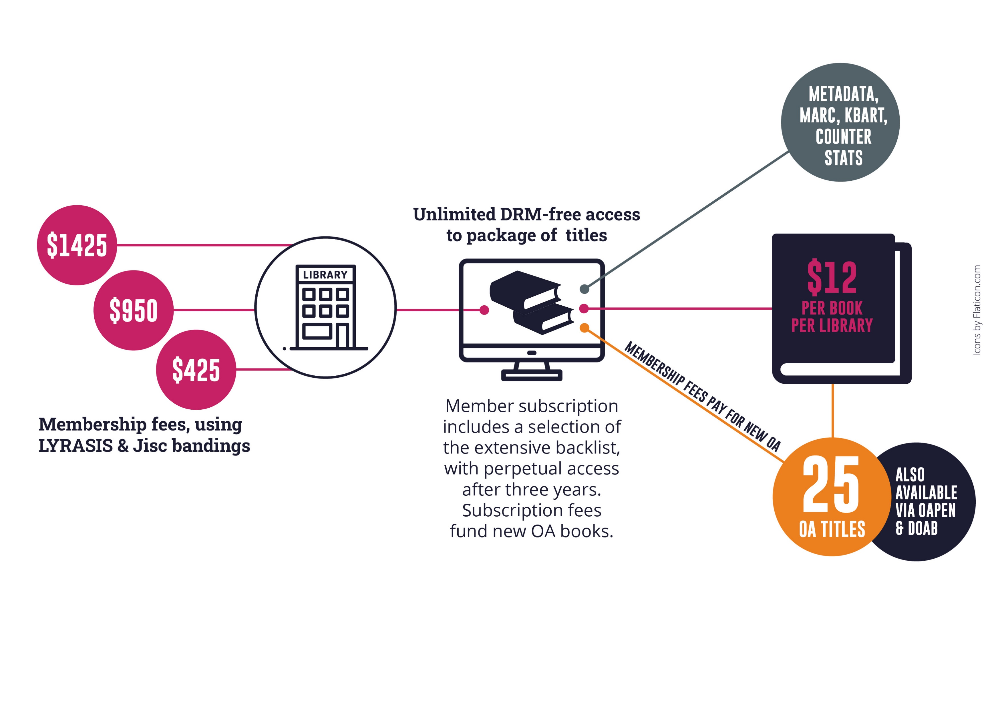 $1425
$950
$425
Membership fees, using
LYRASIS & Jisc bandings
LIBRARY
Unlimited DRM-free access
to package of titles
Member subscription
includes a selection of
the extensive backlist,
with perpetual access
after three years.
Subscription fees
fund new OA books.
METADATA,
MARC, KBART,
COUNTER
STATS
$12
PER BOOK
PER LIBRARY
MEMBERSHIP FEES PAY FOR NEW OA
25
OA TITLES
ALSO
AVAILABLE
VIA OAPEN
& DOAB
Icons by Flaticon.com